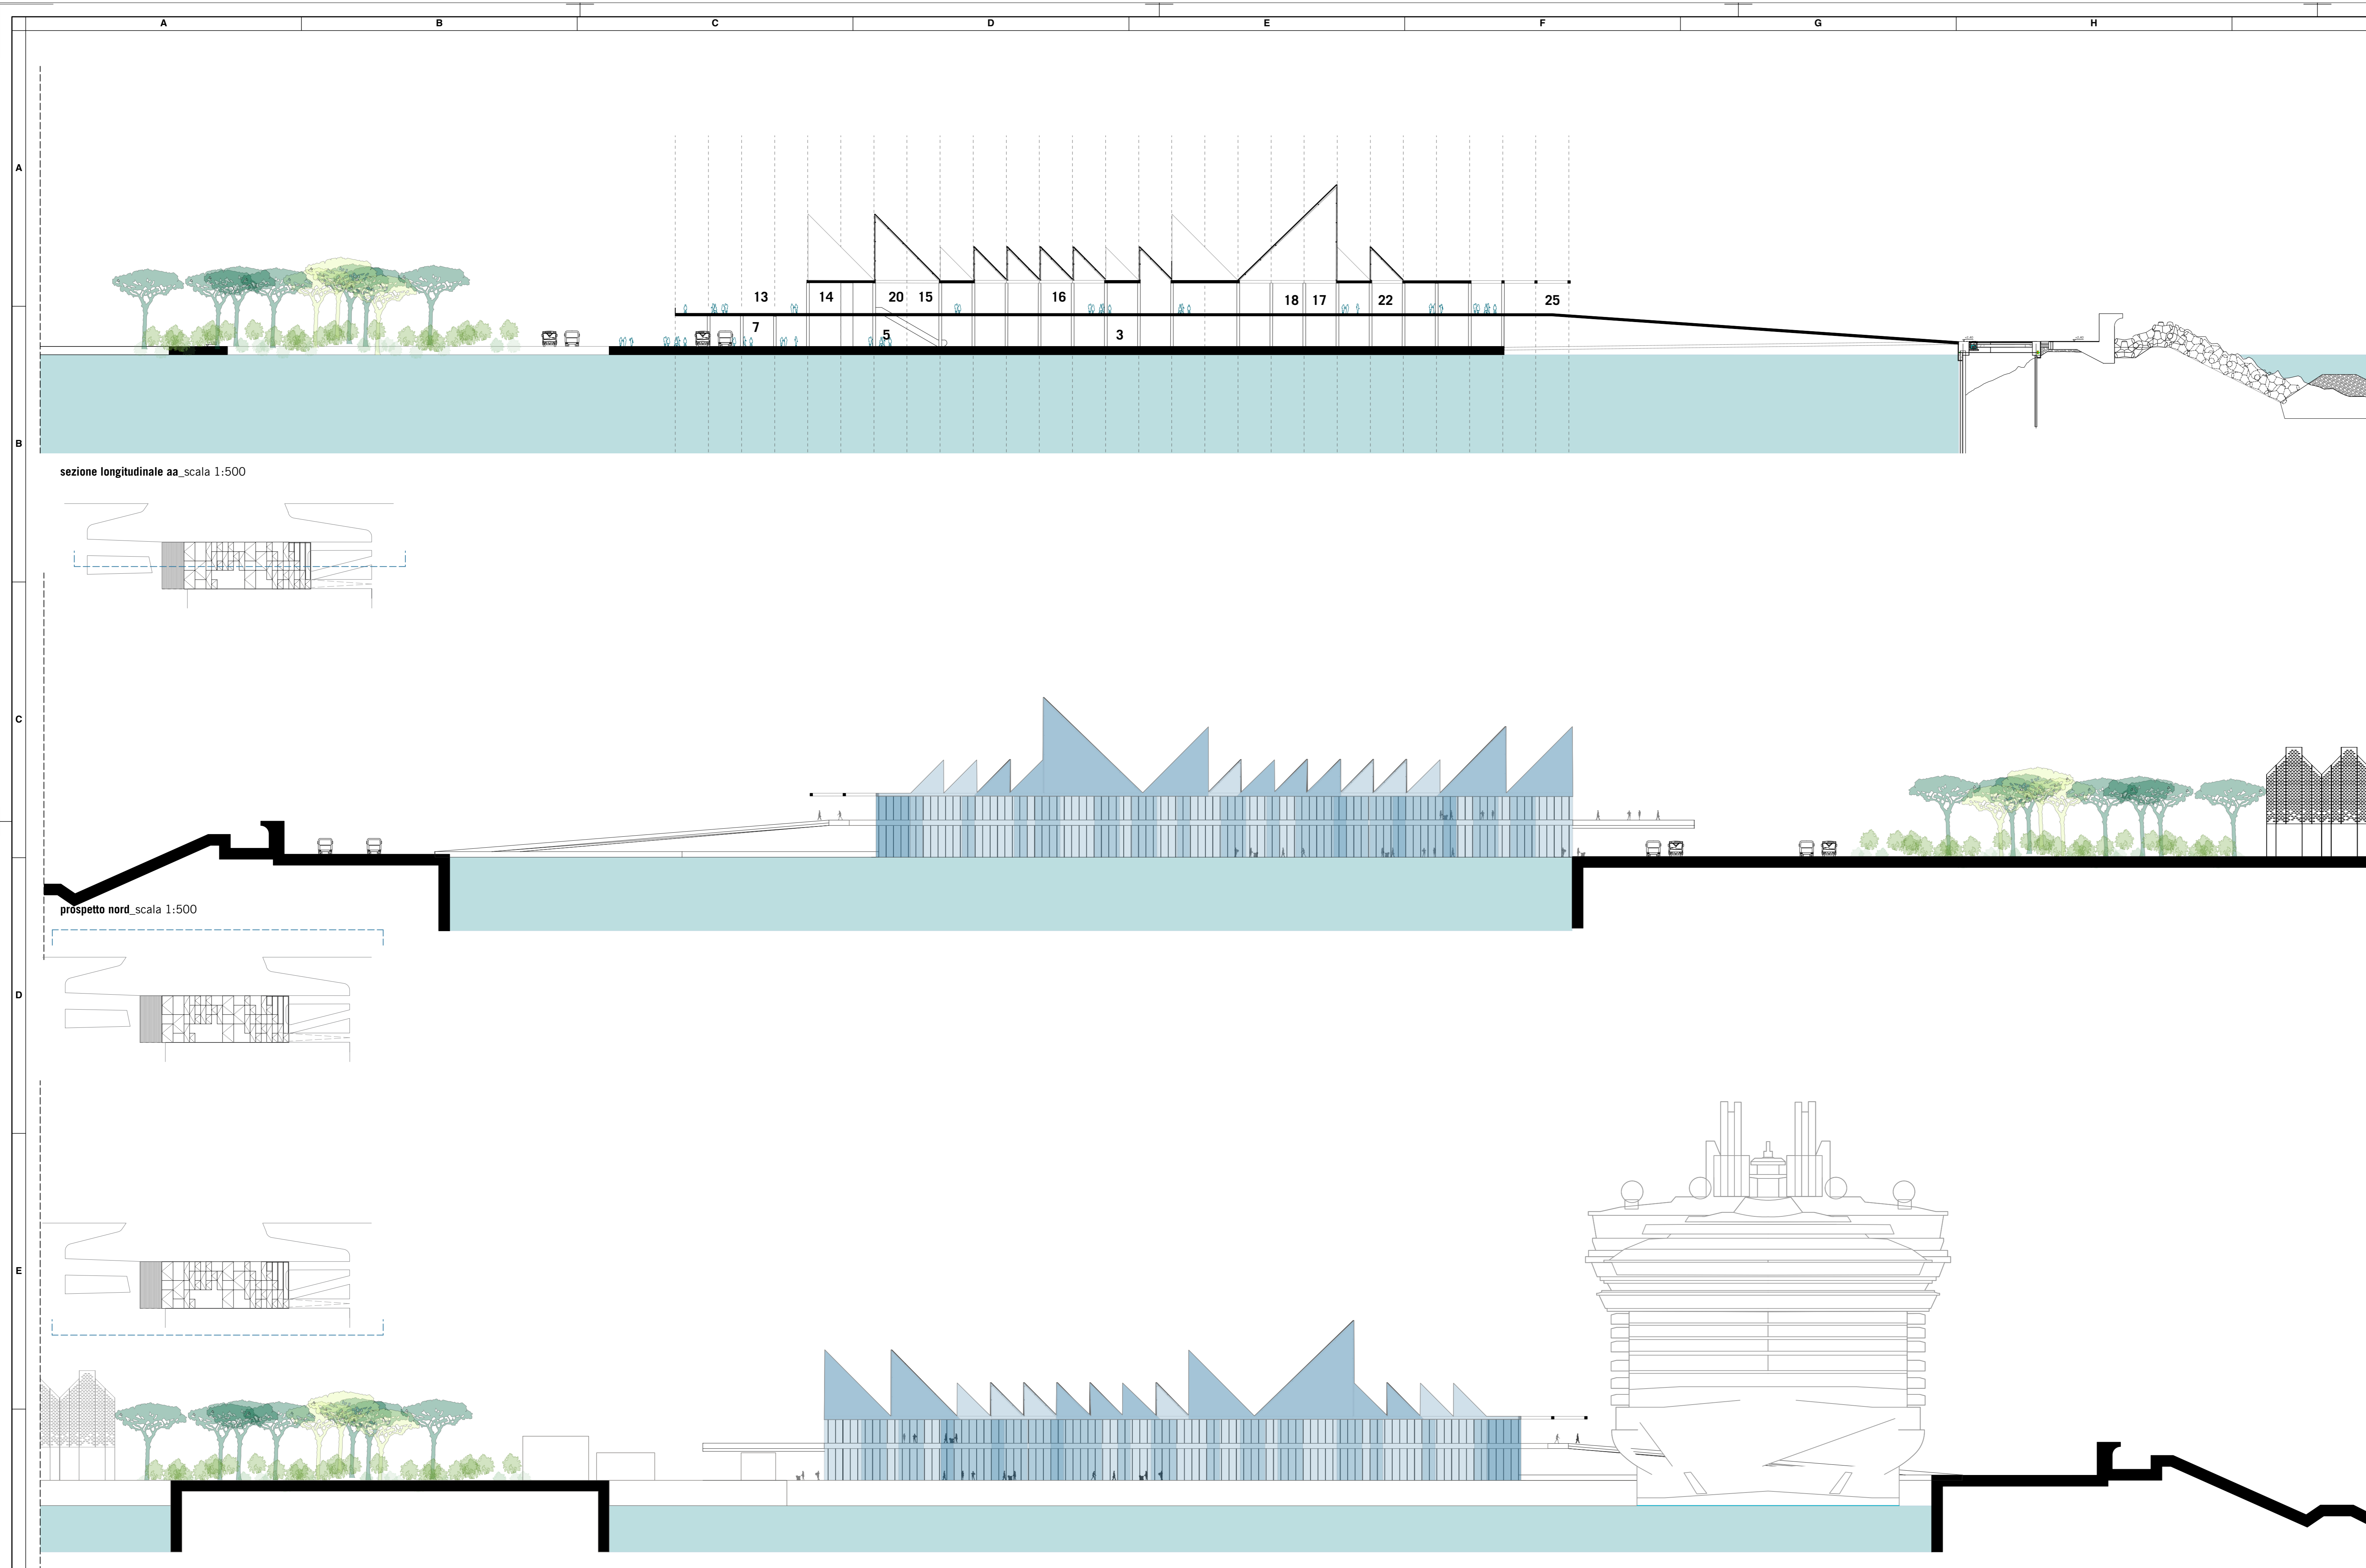 A B C D E F G H
A
13 14 20 15 16 18 17 22 25
7 5 3
B
sezione longitudinale aa_scala 1:500
C
prospetto nord_scala 1:500
D
E